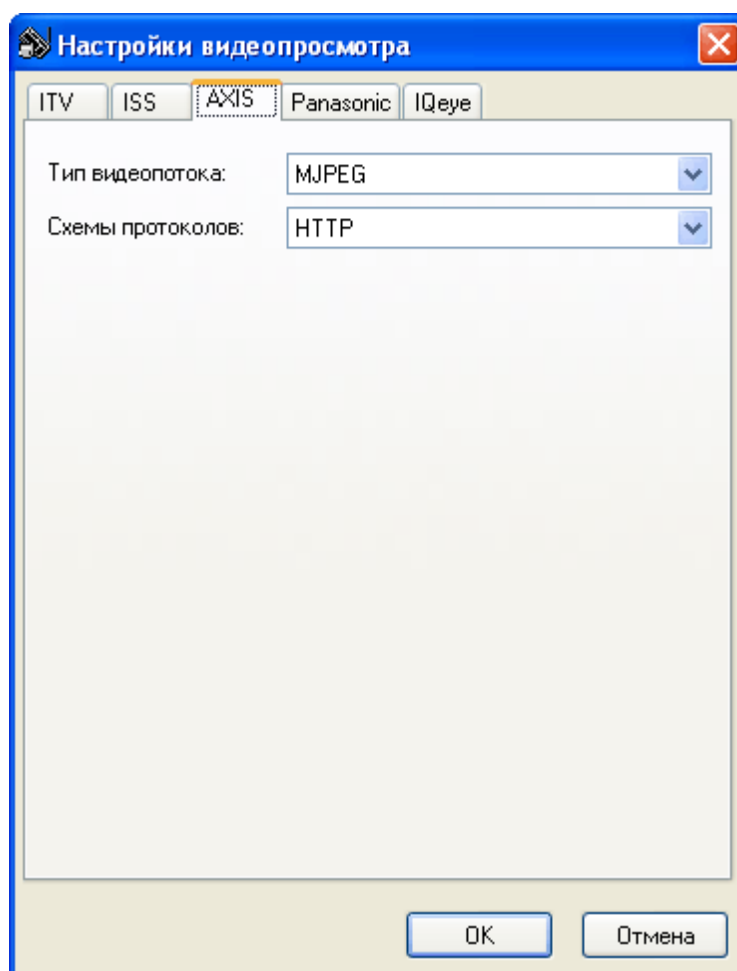 Настройки видеопросмотра
ITV ISS AXIS Panasonic IQeye
Тип видеопотока: MJPEG
Схемы протоколов: HTTP
OK Отмена